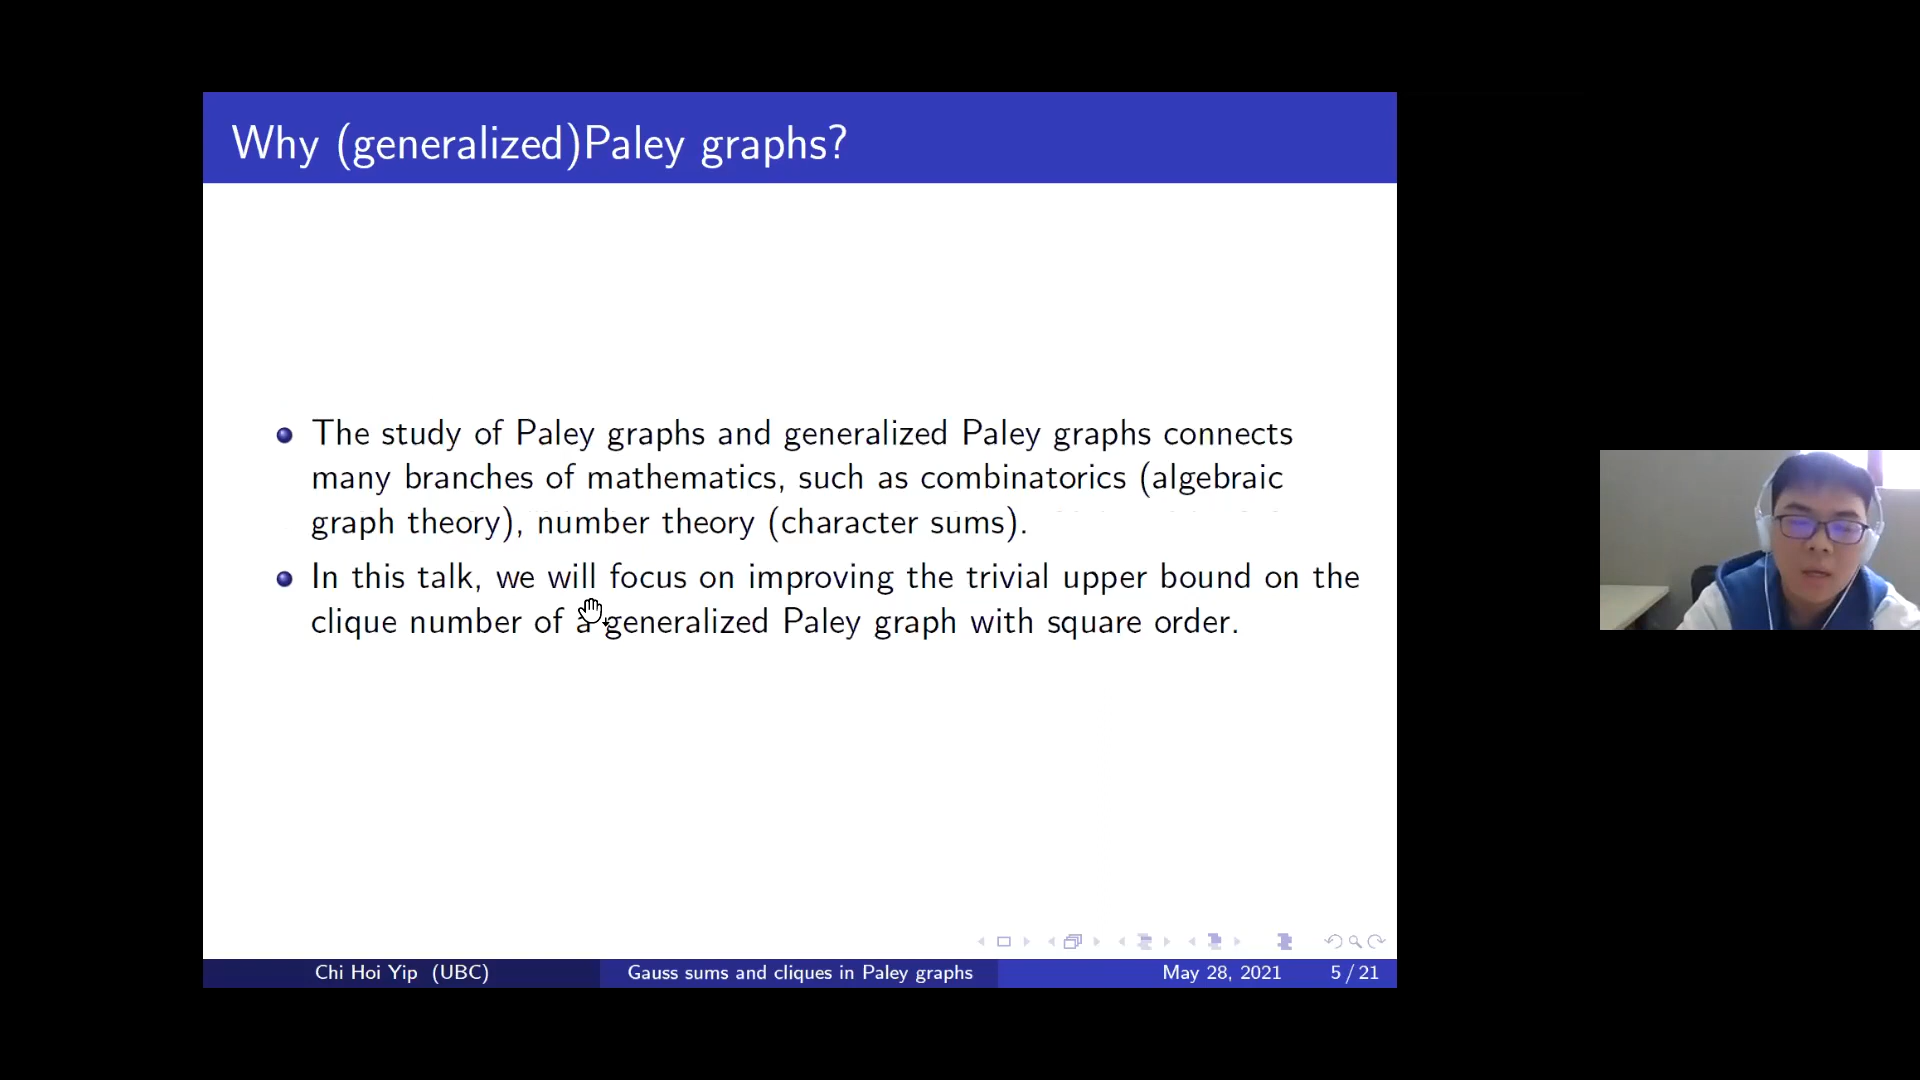 Why (generalized)Paley graphs?
The study of Paley graphs and generalized Paley graphs connects
many branches of mathematics, such as combinatorics (algebraic
graph theory), number theory (character sums).
In this talk, we will focus on improving the trivial upper bound on the
clique number of a generalized Paley graph with square order.
Chi Hoi Yip (UBC)
Gauss sums and cliques in Paley graphs
May 28, 2021
5 / 21